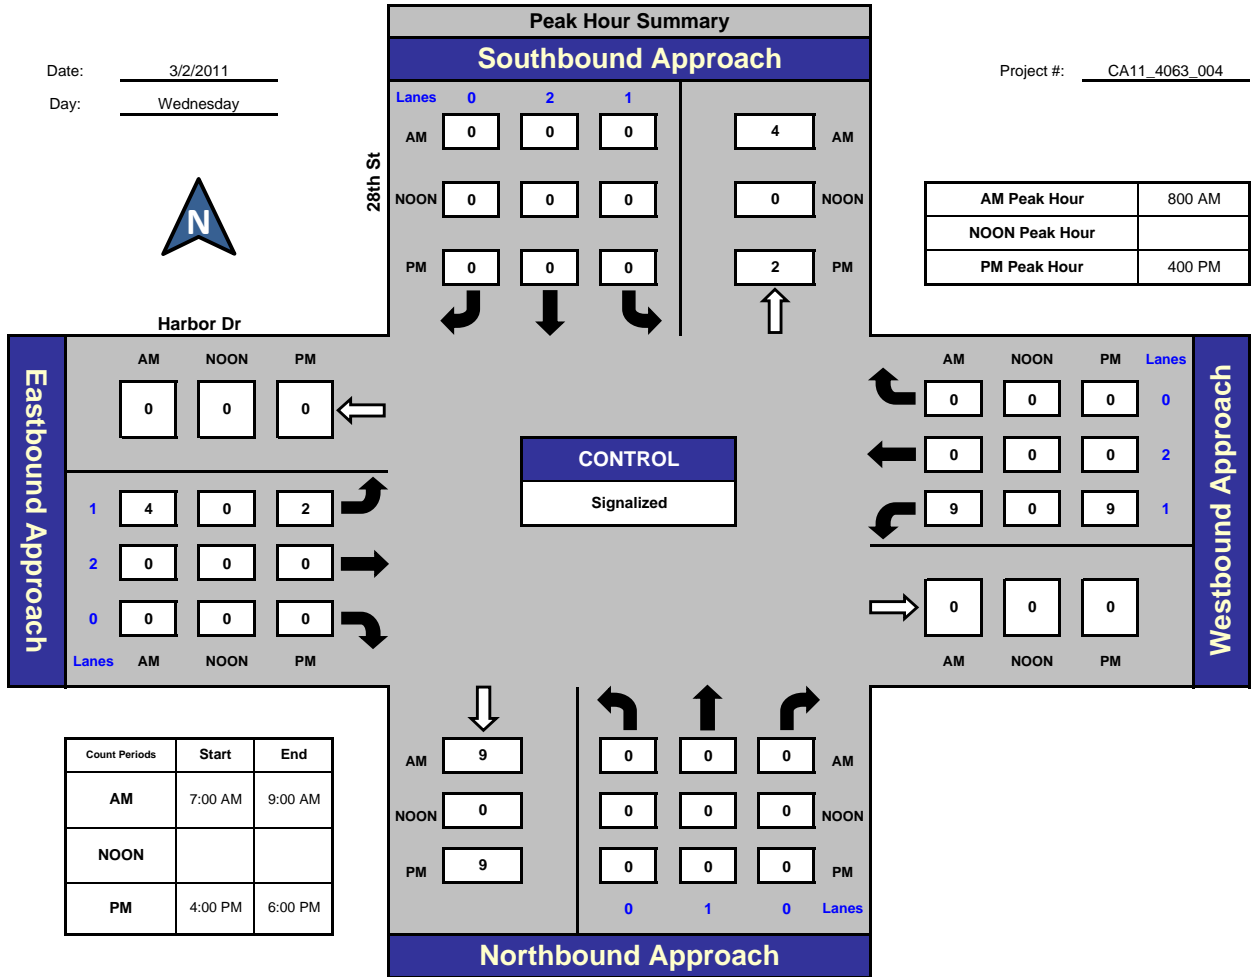 Peak Hour Summary
Southbound Approach
Date: 3/2/2011
Project #: CA11_4063_004
Day: Wednesday
Lanes 0 2 1
AM 0 0 0 4 AM
28th St
N
NOON 0 0 0 0 NOON
AM Peak Hour 800 AM
NOON Peak Hour
PM Peak Hour 400 PM
PM 0 0 0 2 PM
Harbor Dr
Eastbound Approach
AM NOON PM
0 0 0
1 4 0 2
2 0 0 0
0 0 0 0
Lanes AM NOON PM
CONTROL
Signalized
AM NOON PM Lanes
0 0 0 0
0 0 0 2
9 0 9 1
0 0 0
AM NOON PM
Westbound Approach
Count Periods Start End
AM 7:00 AM 9:00 AM
NOON
PM 4:00 PM 6:00 PM
AM 9 0 0 0 AM
NOON 0 0 0 0 NOON
PM 9 0 0 0 PM
0 1 0 Lanes
Northbound Approach